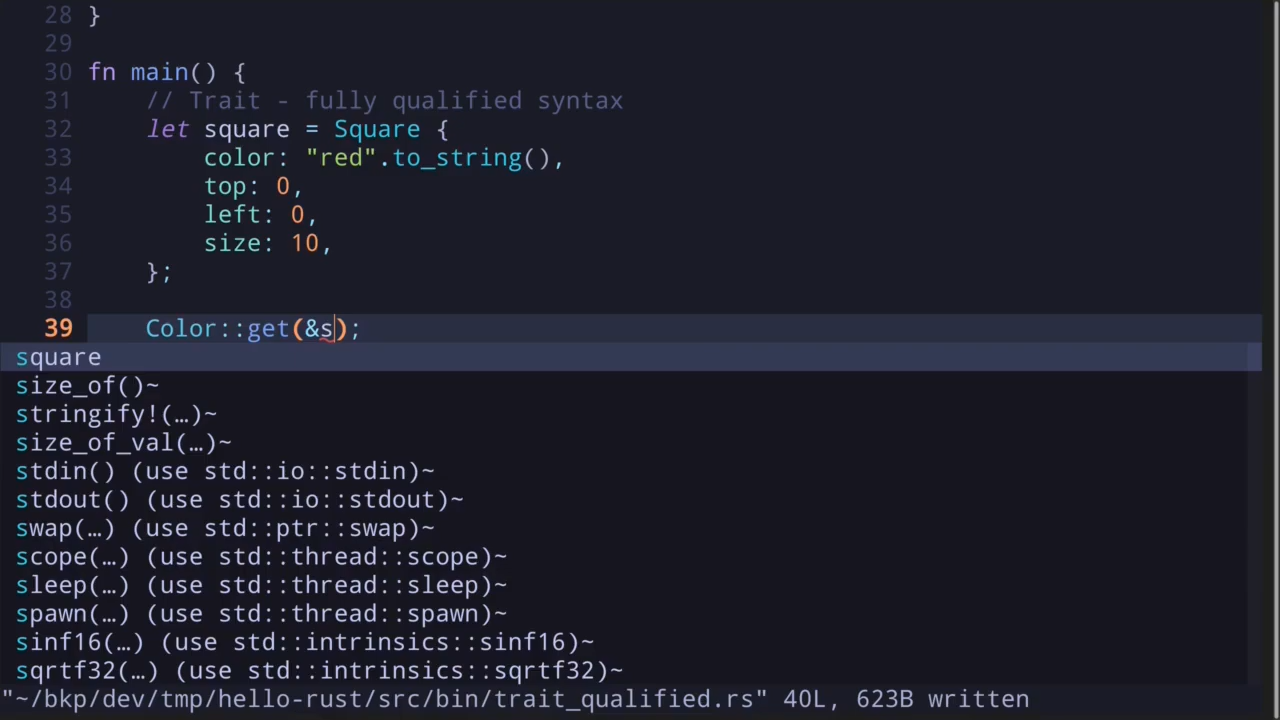 28 }
29
30 fn main() {
31     // Trait - fully qualified syntax
32     let square = Square {
33         color: "red".to_string(),
34         top: 0,
35         left: 0,
36         size: 10,
37     };
38
39     Color::get(&s);
square
size_of()~
stringify!(…)~
size_of_val(…)~
stdin() (use std::io::stdin)~
stdout() (use std::io::stdout)~
swap(…) (use std::ptr::swap)~
scope(…) (use std::thread::scope)~
sleep(…) (use std::thread::sleep)~
spawn(…) (use std::thread::spawn)~
sinf16(…) (use std::intrinsics::sinf16)~
sqrtf32(…) (use std::intrinsics::sqrtf32)~
"~/bkp/dev/tmp/hello-rust/src/bin/trait_qualified.rs" 40L, 623B written